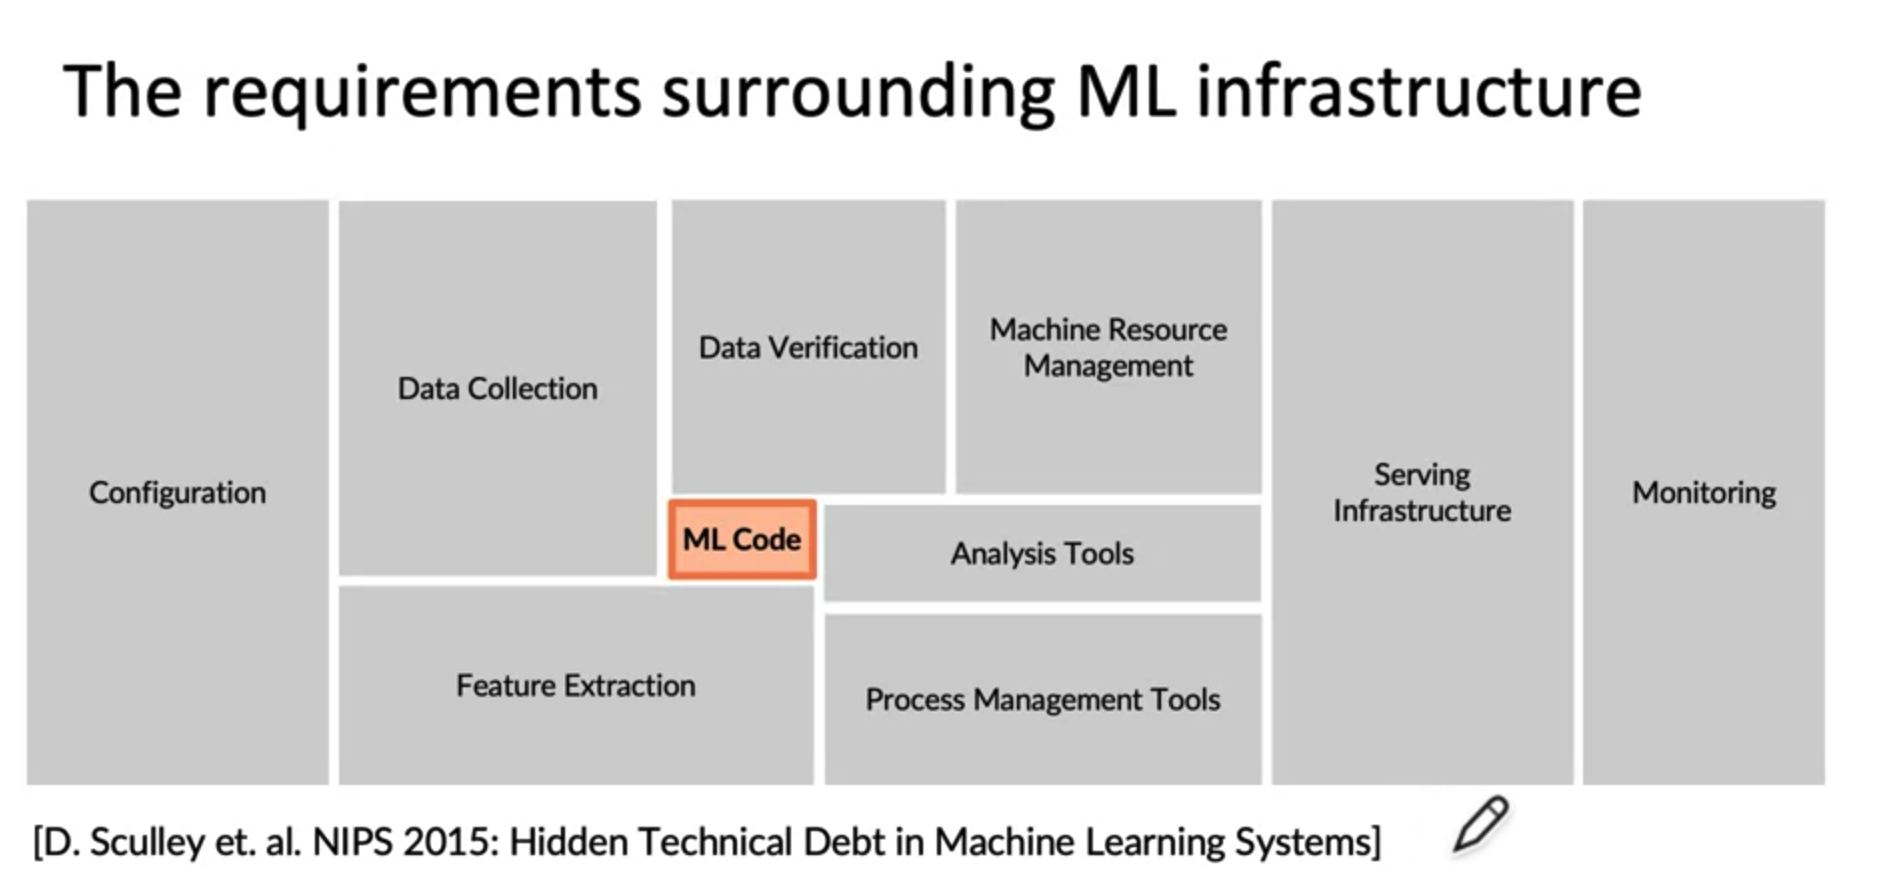 The requirements surrounding ML infrastructure
Configuration
Data Collection
Data Verification
Machine Resource
Management
ML Code
Analysis Tools
Feature Extraction
Process Management Tools
Serving
Infrastructure
Monitoring
[D. Sculley et. al. NIPS 2015: Hidden Technical Debt in Machine Learning Systems]